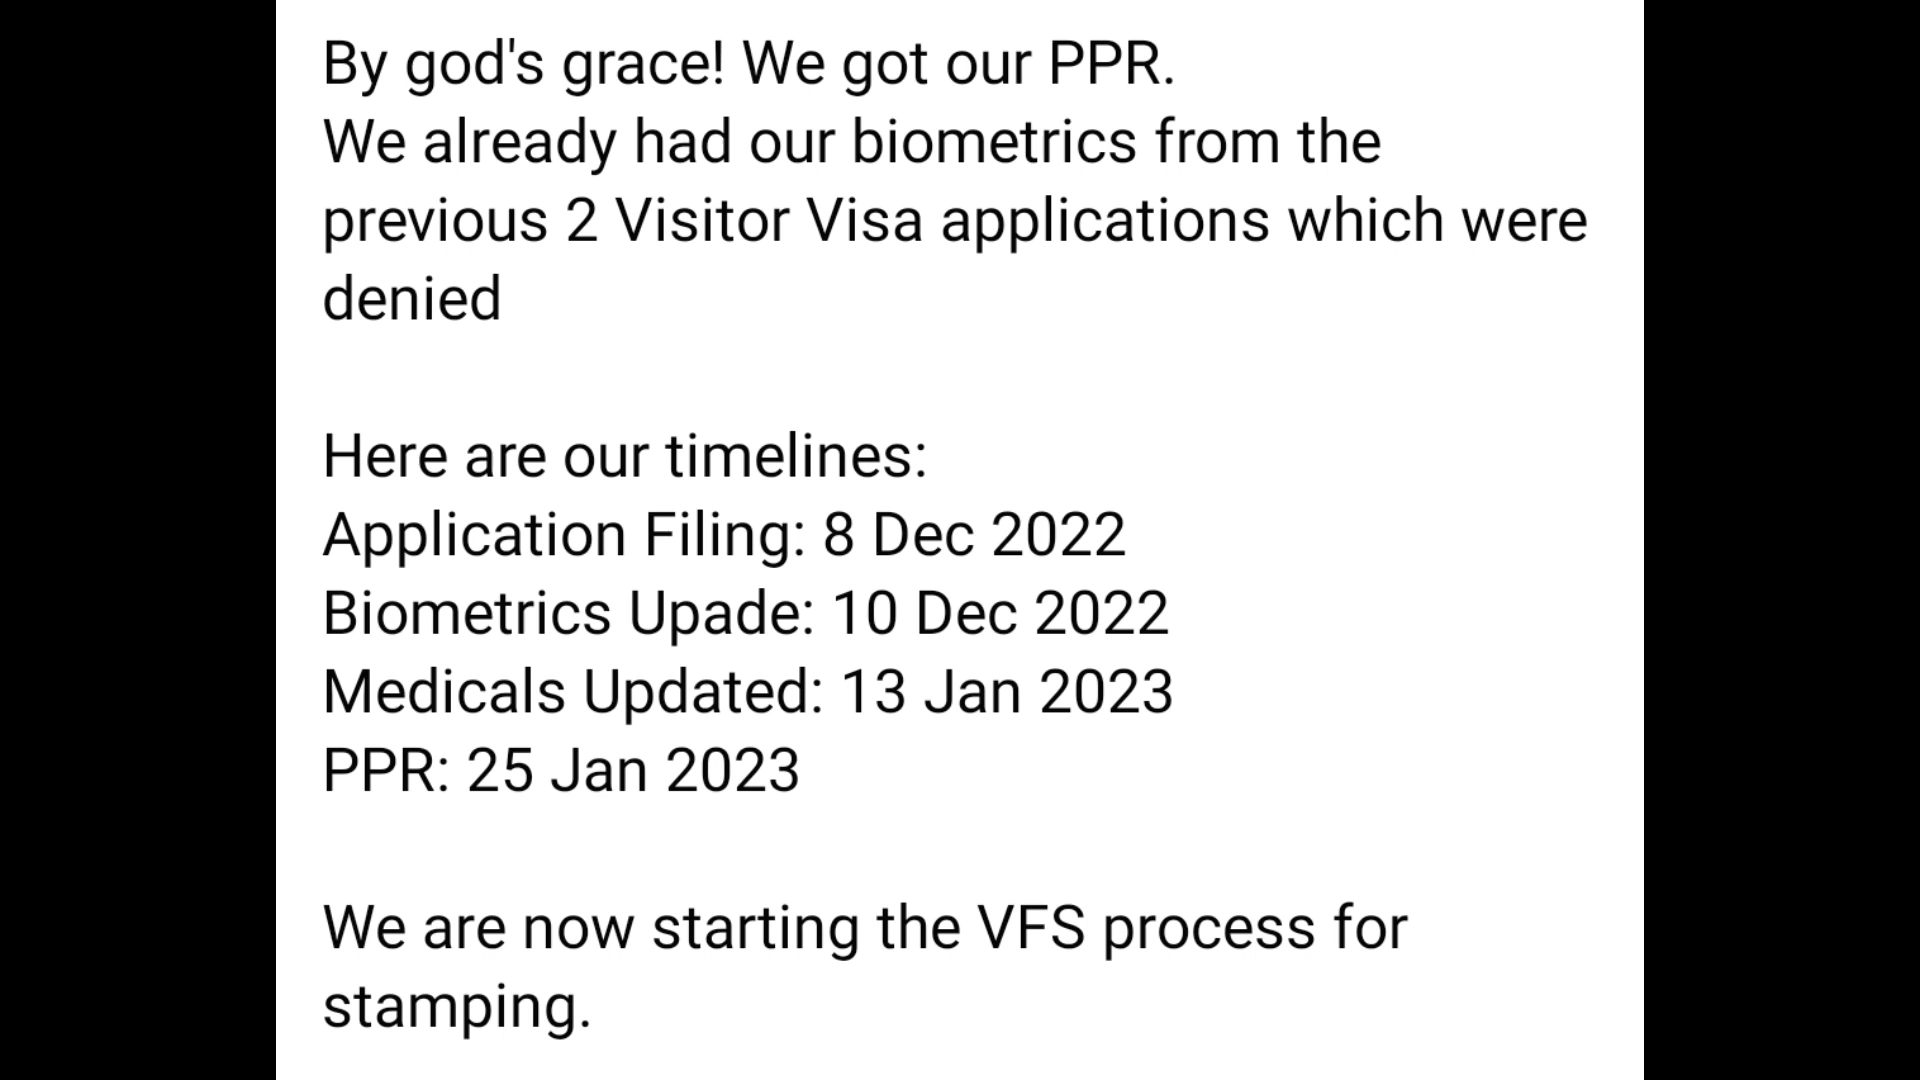 By god's grace! We got our PPR.
We already had our biometrics from the
previous 2 Visitor Visa applications which were
denied
Here are our timelines:
Application Filing: 8 Dec 2022
Biometrics Upade: 10 Dec 2022
Medicals Updated: 13 Jan 2023
PPR: 25 Jan 2023
We are now starting the VFS process for
stamping.